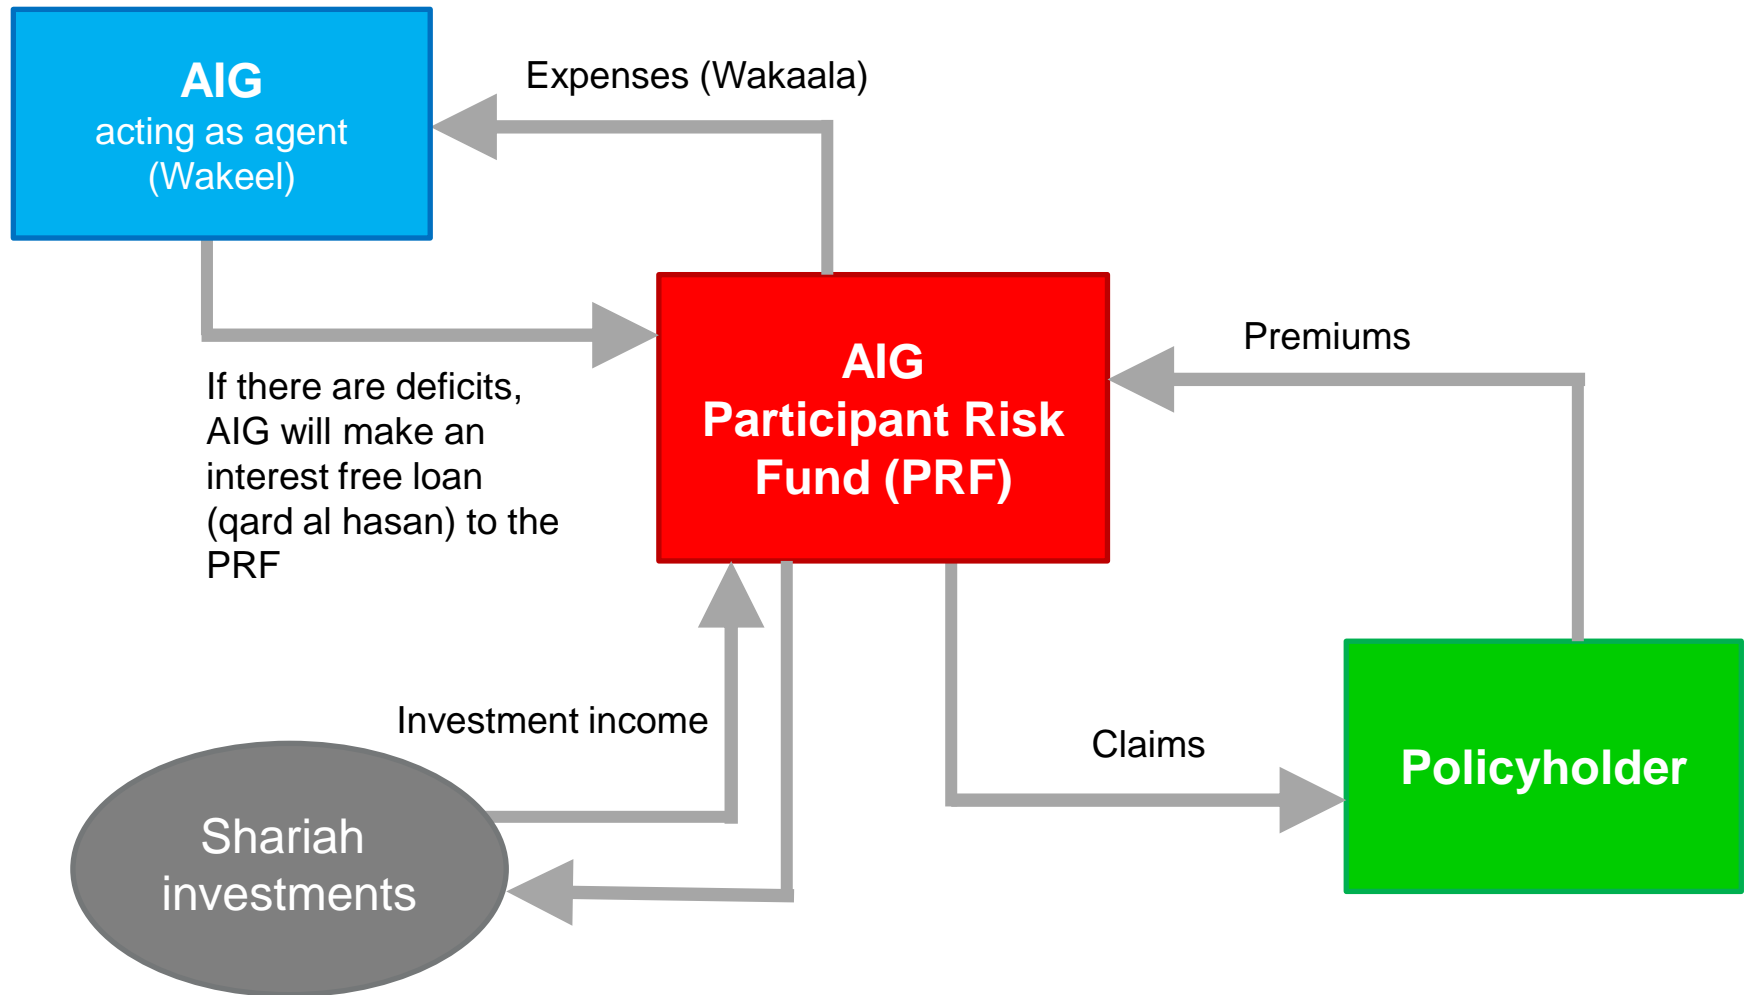 AIG
acting as agent
(Wakeel)
Expenses (Wakaala)
If there are deficits,
AIG will make an
interest free loan
(qard al hasan) to the
PRF
AIG
Participant Risk
Fund (PRF)
Premiums
Investment income
Claims
Policyholder
Shariah
investments